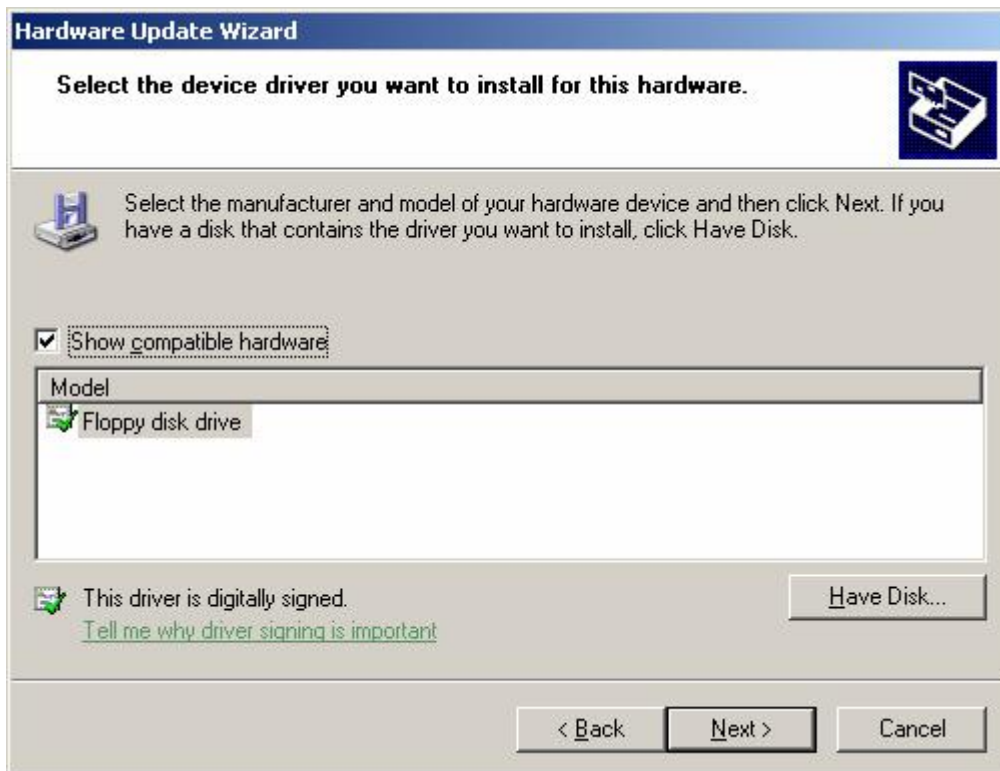 Hardware Update Wizard
Select the device driver you want to install for this hardware.
Select the manufacturer and model of your hardware device and then click Next. If you
have a disk that contains the driver you want to install, click Have Disk.
Show compatible hardware
Model
Floppy disk drive
This driver is digitally signed.
Have Disk...
Tell me why driver signing is important
< Back
Next >
Cancel